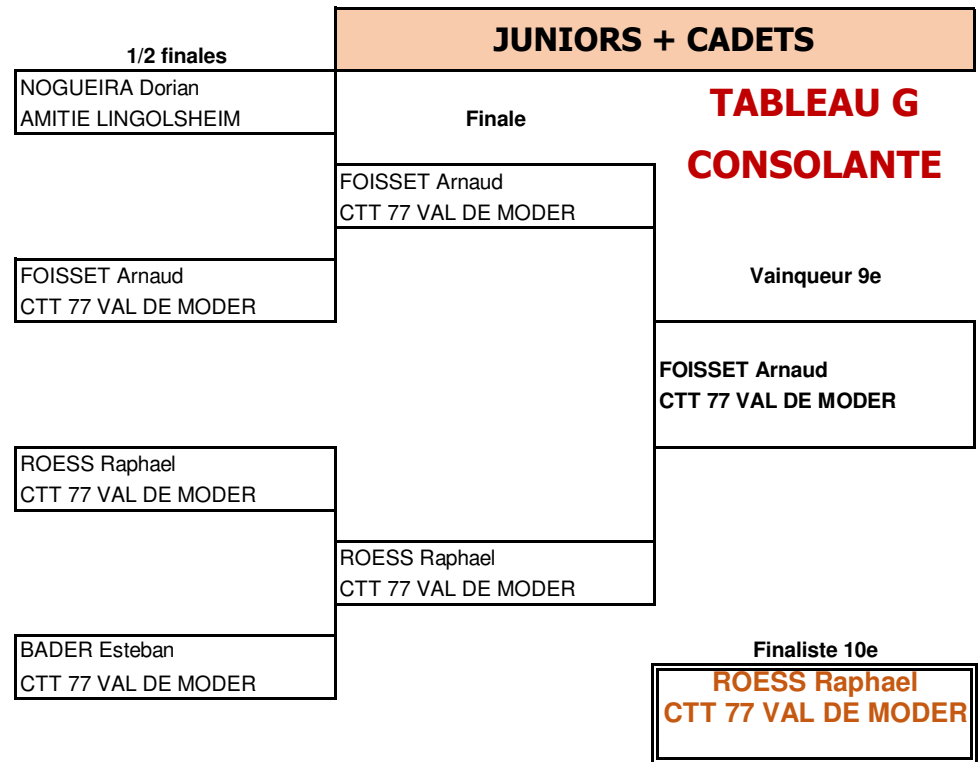 JUNIORS + CADETS
1/2 finales
NOGUEIRA Dorian
AMITIE LINGOLSHEIM
Finale
TABLEAU G
CONSOLANTE
FOISSET Arnaud
CTT 77 VAL DE MODER
FOISSET Arnaud
CTT 77 VAL DE MODER
Vainqueur 9e
FOISSET Arnaud
CTT 77 VAL DE MODER
ROESS Raphael
CTT 77 VAL DE MODER
ROESS Raphael
CTT 77 VAL DE MODER
BADER Esteban
CTT 77 VAL DE MODER
Finaliste 10e
ROESS Raphael
CTT 77 VAL DE MODER